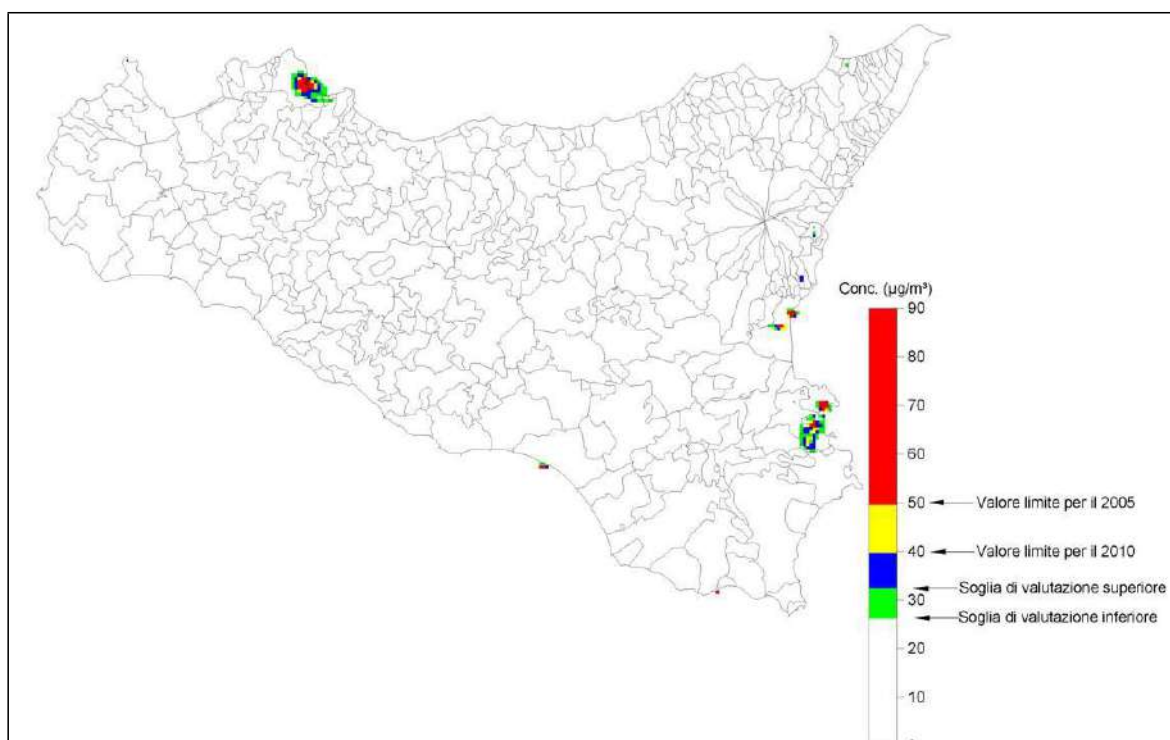 Conc. (µg/m³)
90
80
70
60
50 Valore limite per il 2005
40 Valore limite per il 2010
Soglia di valutazione superiore
30
Soglia di valutazione inferiore
20
10